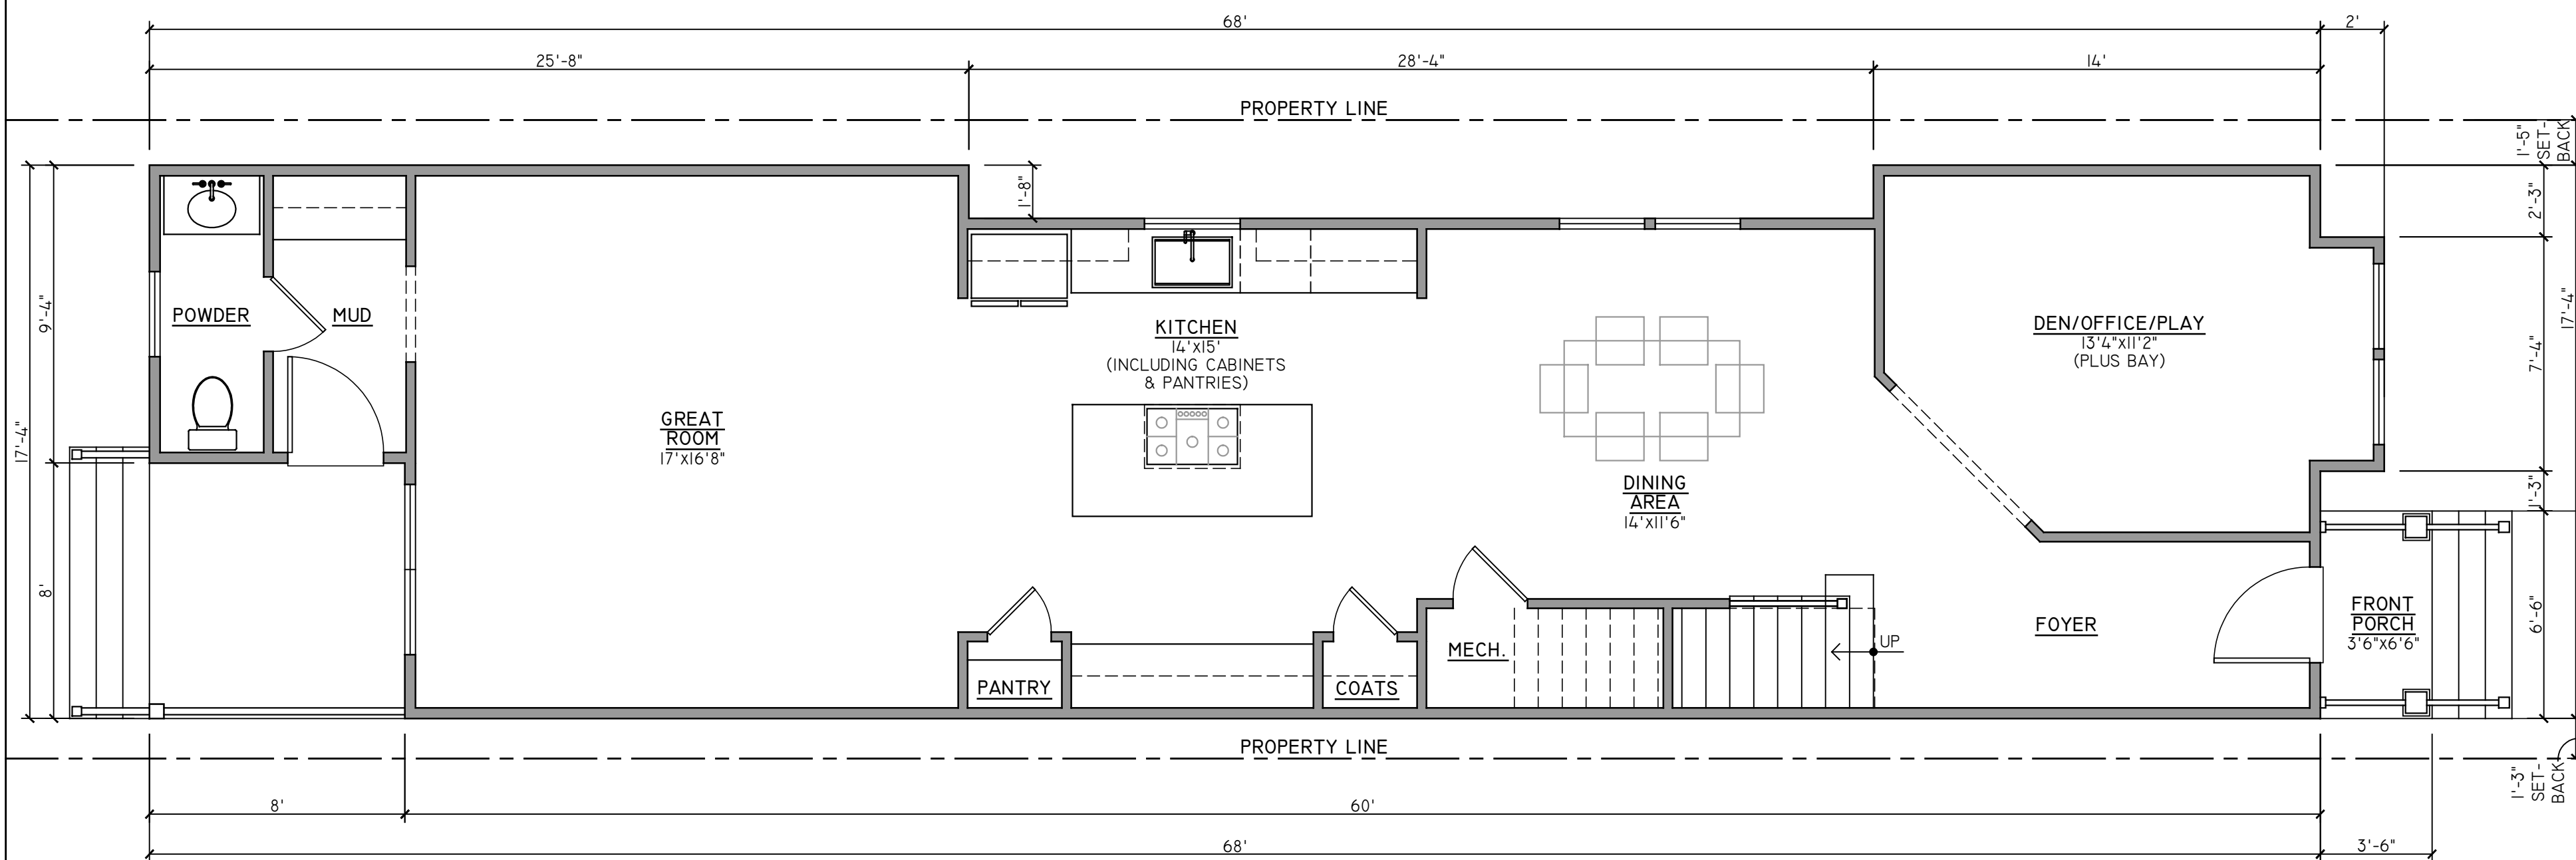 68'
2'
25'-8"
28'-4"
14'
PROPERTY LINE
1'-5"
SET-
BACK
1'-8"
2'-3"
9'-4"
17'-4"
8'
POWDER
MUD
GREAT
ROOM
17'x16'8"
KITCHEN
14'x15'
(INCLUDING CABINETS
& PANTRIES)
DINING
AREA
14'x11'6"
DEN/OFFICE/PLAY
13'4"x11'2"
(PLUS BAY)
7'-4"
17'-4"
1'-3"
6'-6"
PANTRY
COATS
MECH.
UP
FOYER
FRONT
PORCH
3'6"x6'6"
PROPERTY LINE
1'-3"
SET-
BACK
8'
60'
68'
3'-6"